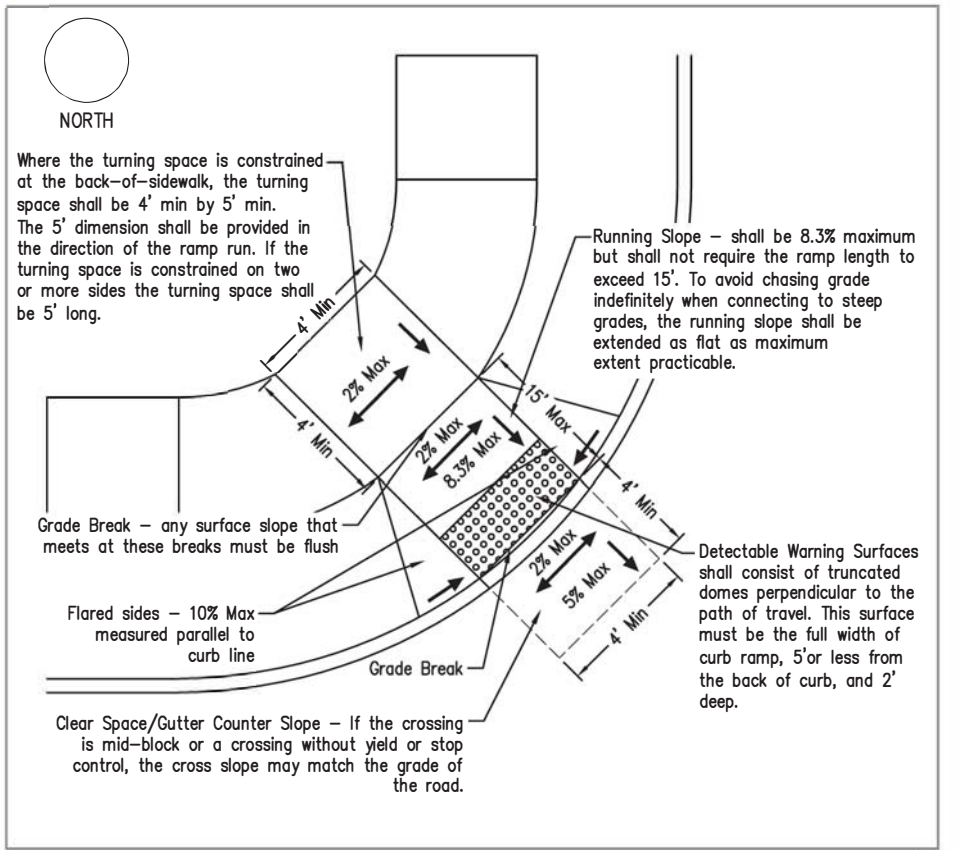 NORTH
Where the turning space is constrained
at the back-of-sidewalk, the turning
space shall be 4' min by 5' min.
The 5' dimension shall be provided in
the direction of the ramp run. If the
turning space is constrained on two
or more sides the turning space shall
be 5' long.
Running Slope - shall be 8.3% maximum
but shall not require the ramp length to
exceed 15'. To avoid chasing grade
indefinitely when connecting to steep
grades, the running slope shall be
extended as flat as maximum
extent practicable.
4' Min
2% Max
4' Min
15' Max
2% Max
8.3% Max
4' Min
2% Max
5% Max
4' Min
Grade Break - any surface slope that
meets at these breaks must be flush
Flared sides - 10% Max
measured parallel to
curb line
Grade Break
Detectable Warning Surfaces
shall consist of truncated
domes perpendicular to the
path of travel. This surface
must be the full width of
curb ramp, 5'or less from
the back of curb, and 2'
deep.
Clear Space/Gutter Counter Slope - If the crossing
is mid-block or a crossing without yield or stop
control, the cross slope may match the grade of
the road.